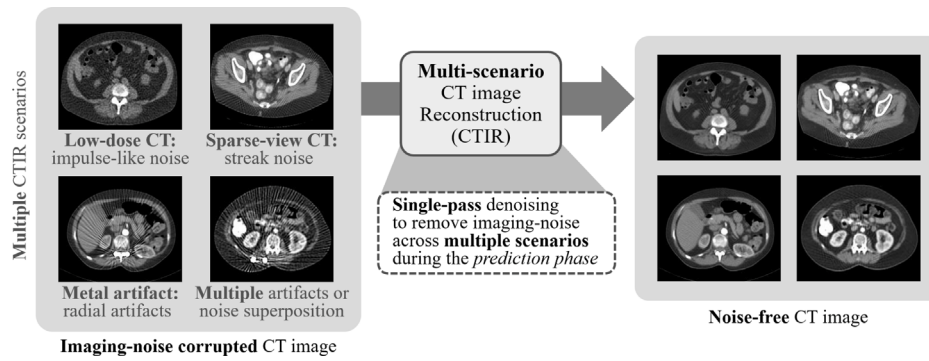 Multiple CTIR scenarios
Low-dose CT:
impulse-like noise
Sparse-view CT:
streak noise
Metal artifact:
radial artifacts
Multiple artifacts or
noise superposition
Imaging-noise corrupted CT image
Multi-scenario
CT image
Reconstruction
(CTIR)
Single-pass denoising
to remove imaging-noise
across multiple scenarios
during the prediction phase
Noise-free CT image